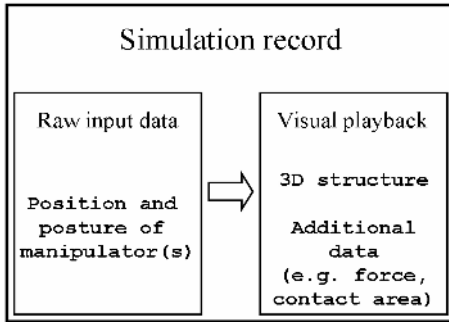 Simulation record
Raw input data
Position and
posture of
manipulator(s)
Visual playback
3D structure
Additional
data
(e.g. force,
contact area)